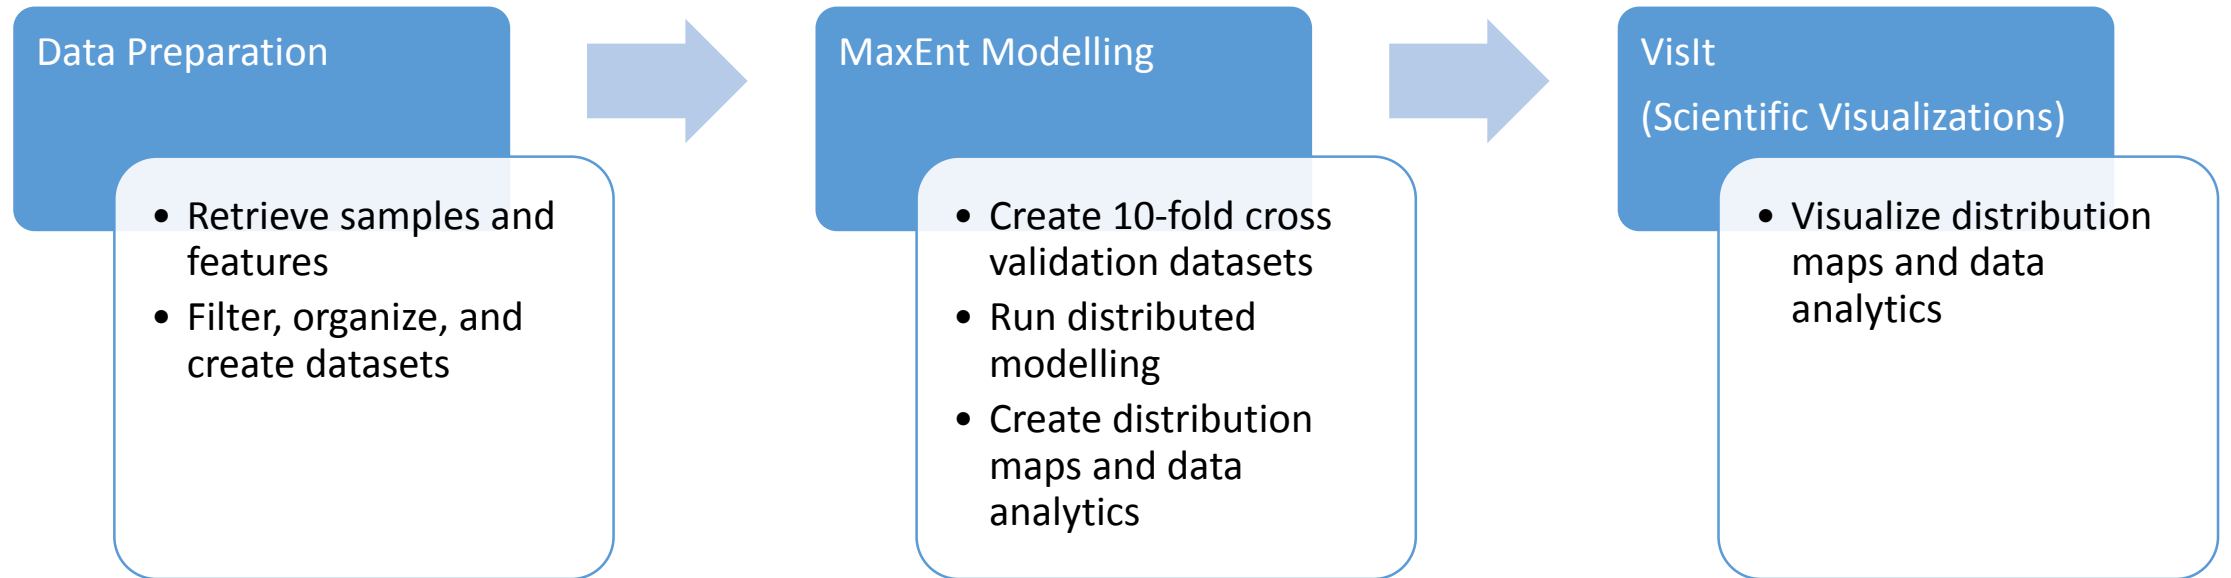 Data Preparation
• Retrieve samples and
features
• Filter, organize, and
create datasets
MaxEnt Modelling
• Create 10-fold cross
validation datasets
• Run distributed
modelling
• Create distribution
maps and data
analytics
VisIt
(Scientific Visualizations)
• Visualize distribution
maps and data
analytics